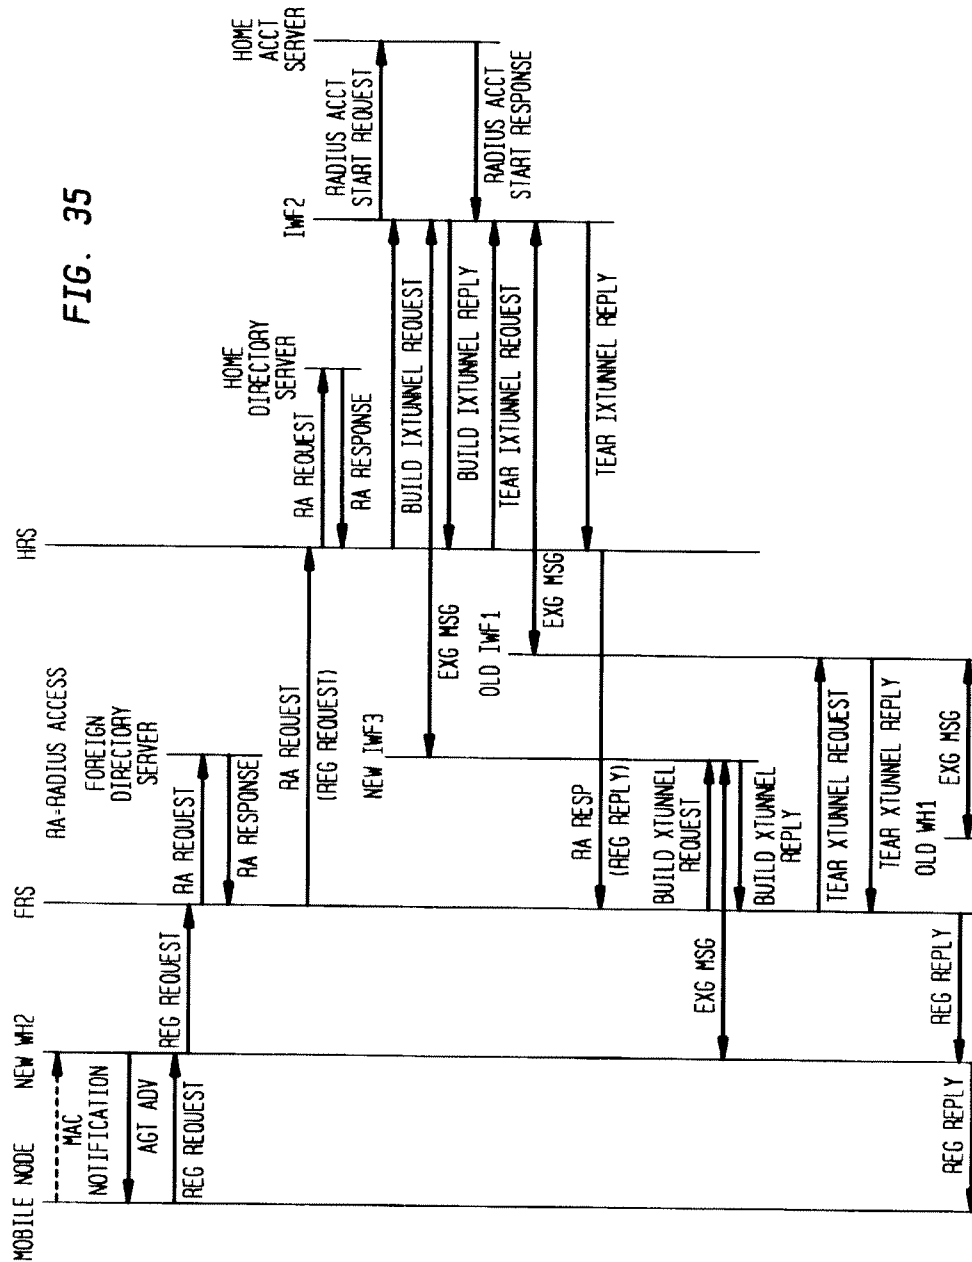 FIG. 35
MOBILE NODE
NEW WH2
FRS
RA-RADIUS ACCESS
HRS
MAC
NOTIFICATION
AGT ADV
REG REQUEST
REG REQUEST
FOREIGN
DIRECTORY
SERVER
RA REQUEST
RA RESPONSE
RA REQUEST
(REG REQUEST)
HOME
DIRECTORY
SERVER
RA REQUEST
RA RESPONSE
IWF2
HOME
ACCT
SERVER
RADIUS ACCT
START REQUEST
BUILD IXTUNNEL REQUEST
NEW IWF3
EXG MSG
BUILD IXTUNNEL REPLY
RADIUS ACCT
START RESPONSE
TEAR IXTUNNEL REQUEST
OLD IWF1
EXG MSG
TEAR IXTUNNEL REPLY
RA RESP
(REG REPLY)
BUILD XTUNNEL
REQUEST
EXG MSG
BUILD XTUNNEL
REPLY
TEAR XTUNNEL REQUEST
TEAR XTUNNEL REPLY
OLD WH1
EXG MSG
REG REPLY
REG REPLY